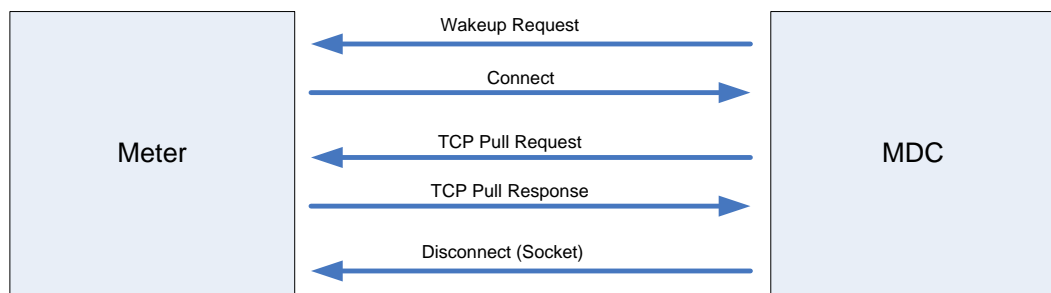 Wakeup Request
Connect
Meter
TCP Pull Request
MDC
TCP Pull Response
Disconnect (Socket)